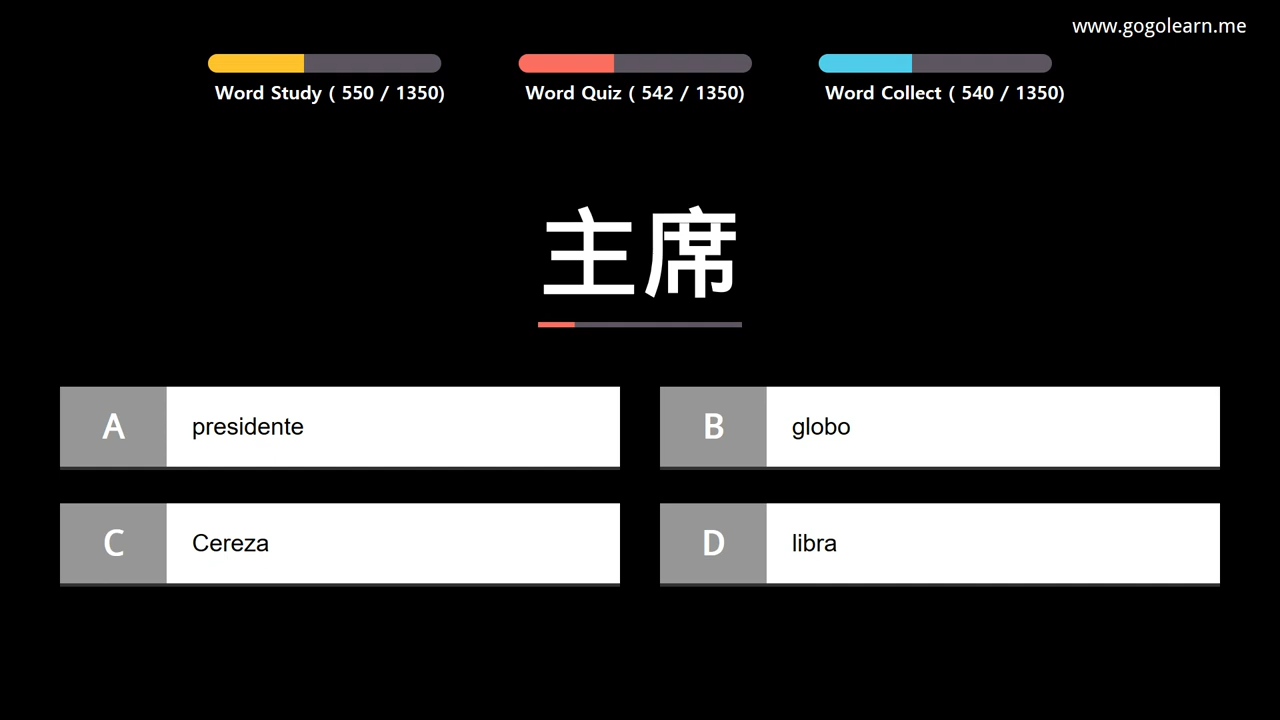 www.gogolearn.me
Word Study ( 550 / 1350)
Word Quiz ( 542 / 1350)
Word Collect ( 540 / 1350)
主席
A presidente
B globo
C Cereza
D libra